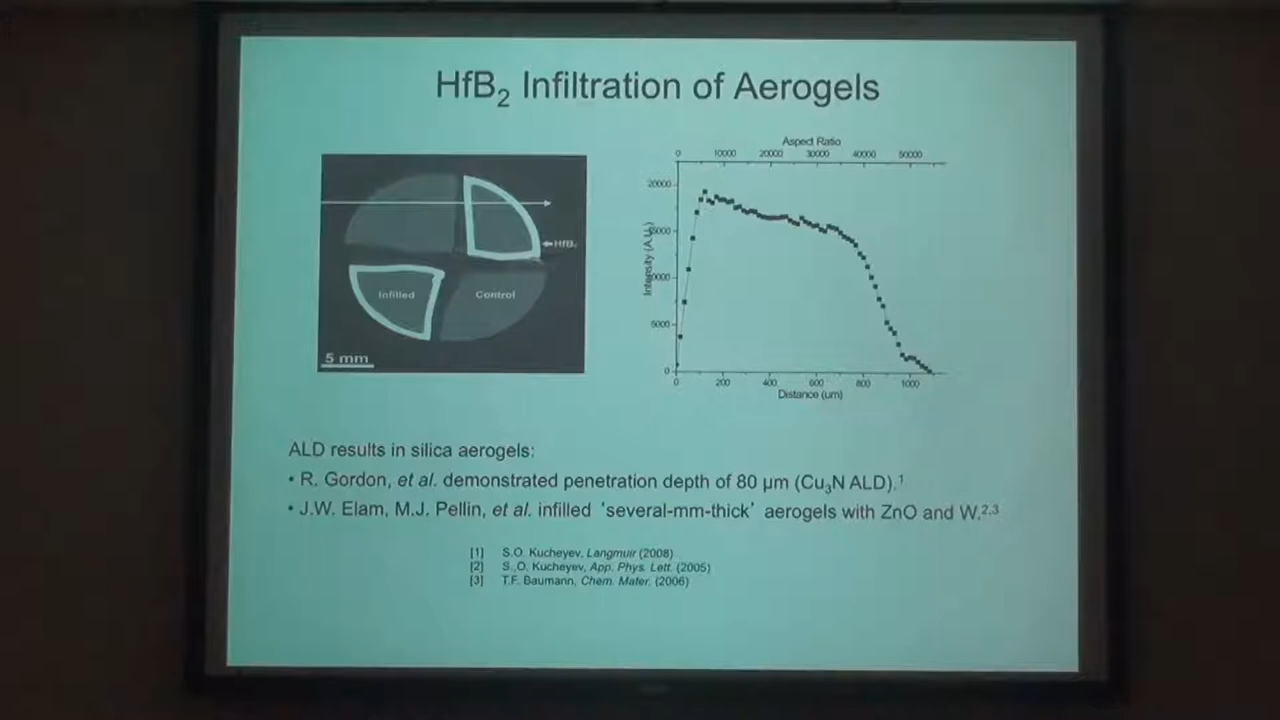 HfB2 Infiltration of Aerogels
HfB2
Infilled
Control
5 mm
Aspect Ratio
0 10000 20000 30000 40000 50000
20000
15000
10000
5000
0
Intensity (A.U.)
0 200 400 600 800 1000
Distance (um)
ALD results in silica aerogels:
• R. Gordon, et al. demonstrated penetration depth of 80 µm (Cu3N ALD).1
• J.W. Elam, M.J. Pellin, et al. infilled 'several-mm-thick' aerogels with ZnO and W.2,3
[1] S.O. Kucheyev, Langmuir (2008)
[2] S.,O. Kucheyev, App. Phys. Lett. (2005)
[3] T.F. Baumann, Chem. Mater. (2006)